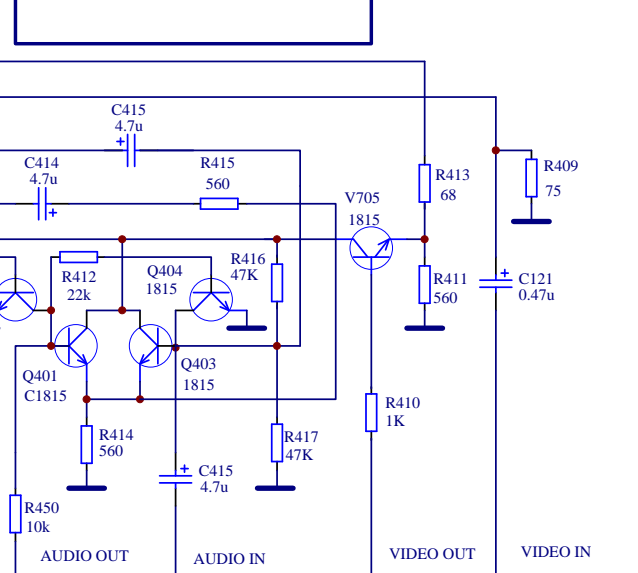 C415
4.7u
C414
4.7u
R415
560
R413
68
R409
75
V705
1815
R416
47K
Q404
1815
R412
22k
R411
560
C121
0.47u
Q401
C1815
Q403
1815
R410
1K
R414
560
R417
47K
C415
4.7u
R450
10k
AUDIO OUT
AUDIO IN
VIDEO OUT
VIDEO IN